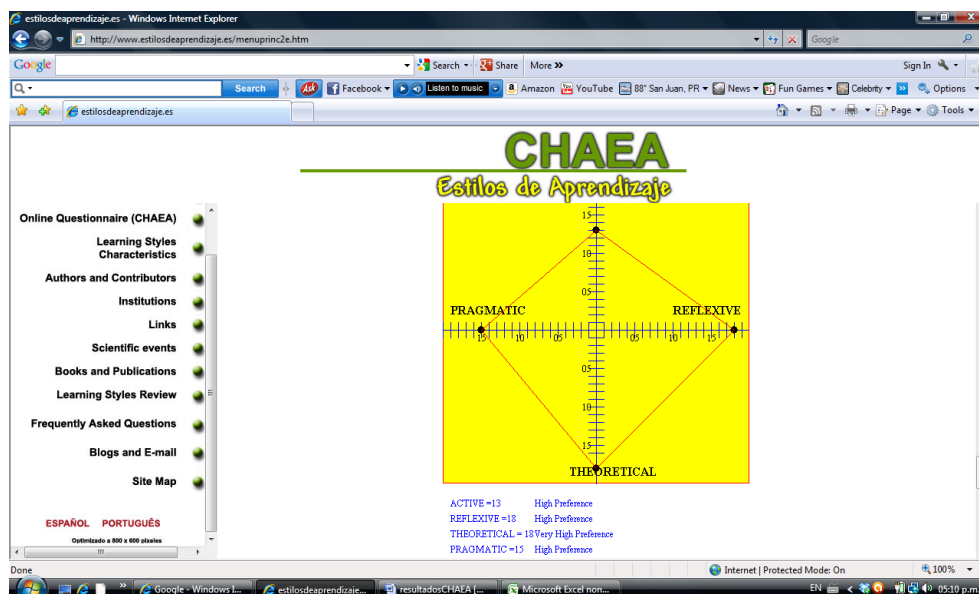 estilosdeaprendizaje.es - Windows Internet Explorer
http://www.estilosdeaprendizaje.es/menuprinc2e.htm
Google
Google Search Share More Sign In
Search Ask Facebook Listen to music Amazon YouTube 88° San Juan, PR News Fun Games Celebrity Options
estilosdeaprendizaje.es Page Tools
CHAEA
Estilos de Aprendizaje
Online Questionnaire (CHAEA)
Learning Styles
Characteristics
Authors and Contributors
Institutions
Links
Scientific events
Books and Publications
Learning Styles Review
Frequently Asked Questions
Blogs and E-mail
Site Map
ESPAÑOL PORTUGUÊS
Optimizado a 800 x 600 pixeles
15
10
05
PRAGMATIC REFLEXIVE
15 10 05 05 10 15
05
10
15
THEORETICAL
ACTIVE =13 High Preference
REFLEXIVE =18 High Preference
THEORETICAL = 18 Very High Preference
PRAGMATIC =15 High Preference
Done Internet | Protected Mode: On 100%
Google - Windows I... estilosdeaprendizaje... resultadosCHAEA [... Microsoft Excel non... EN 05:10 p.m.